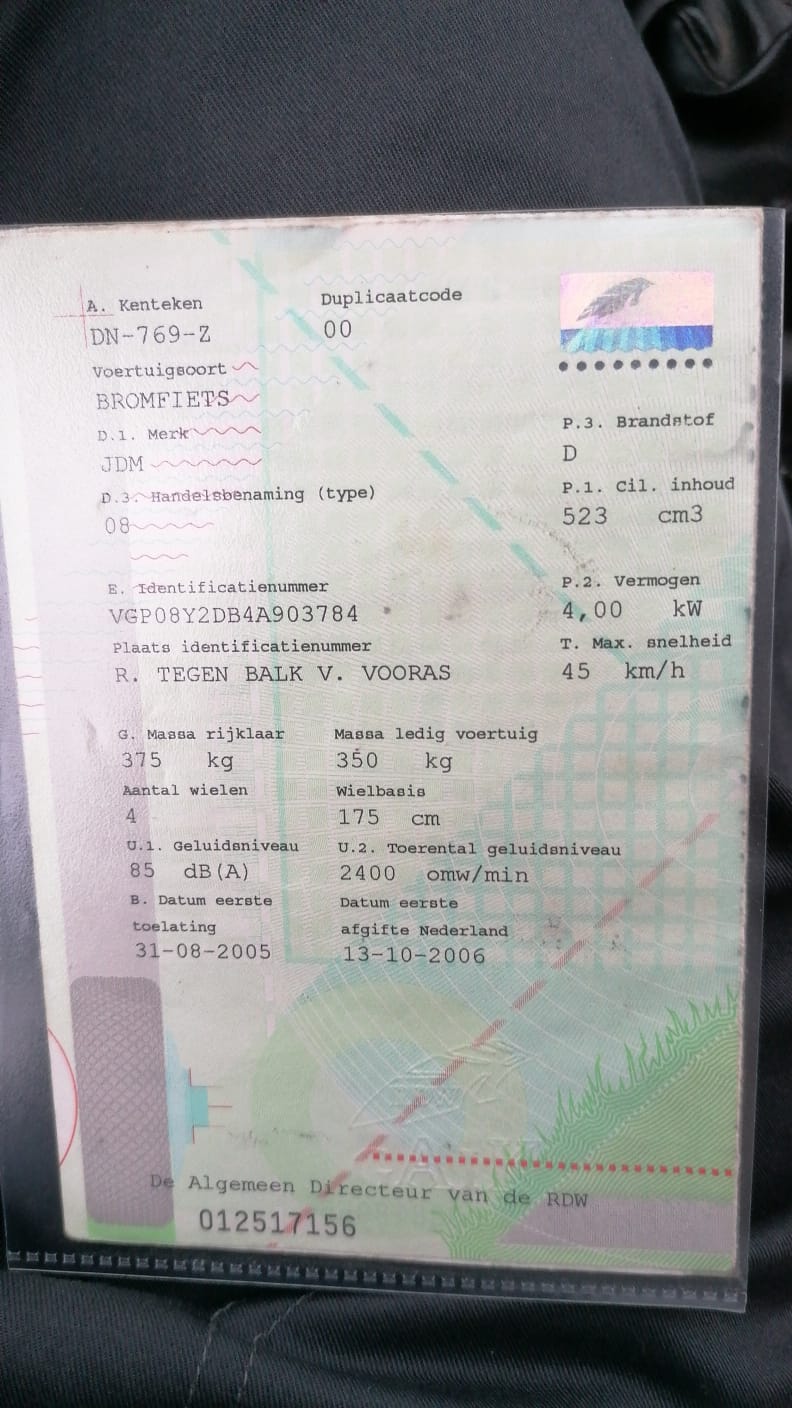 A. Kenteken Duplicaatcode
DN-769-Z 00
Voertuigsoort
BROMFIETS
P.3. Brandstof
D.1. Merk
D
JDM
P.1. Cil. inhoud
D.3. Handelsbenaming (type)
523 cm3
08
E. Identificatienummer P.2. Vermogen
VGP08Y2DB4A903784 4,00 kW
Plaats identificatienummer T. Max. snelheid
R. TEGEN BALK V. VOORAS 45 km/h
G. Massa rijklaar Massa ledig voertuig
375 kg 350 kg
Aantal wielen Wielbasis
4 175 cm
U.1. Geluidsniveau U.2. Toerental geluidsniveau
85 dB(A) 2400 omw/min
B. Datum eerste Datum eerste
toelating afgifte Nederland
31-08-2005 13-10-2006
De Algemeen Directeur van de RDW
012517156